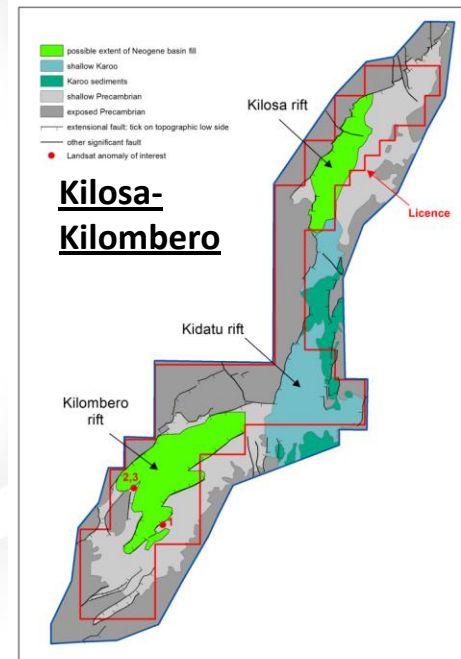 possible extent of Neogene basin fill
shallow Karoo
Karoo sediments
shallow Precambrian
exposed Precambrian
extensional fault: tick on topographic low side
other significant fault
Landsat anomaly of interest
Kilosa-
Kilombero
Kilosa rift
Licence
Kidatu rift
Kilombero
rift
2,3
1